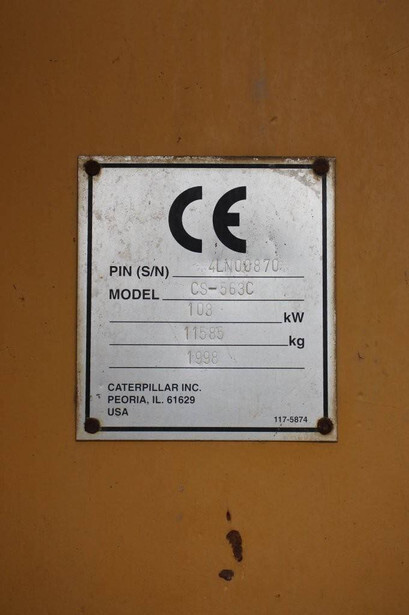 CE
PIN (S/N) 4LN00870
MODEL CS-563C
103 kW
11585 kg
1998
CATERPILLAR INC.
PEORIA, IL. 61629
USA
117-5874